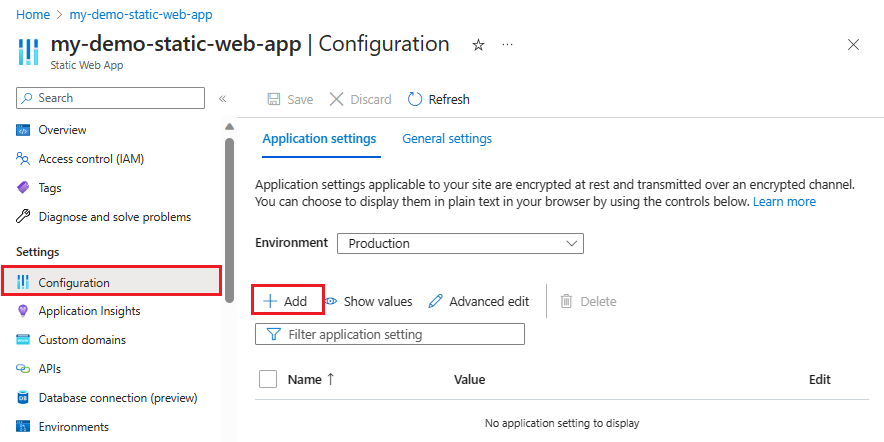 Home > my-demo-static-web-app
my-demo-static-web-app | Configuration
Static Web App
Search
Overview
Access control (IAM)
Tags
Diagnose and solve problems
Settings
Configuration
Application Insights
Custom domains
APIs
Database connection (preview)
Environments
Save Discard Refresh
Application settings General settings
Application settings applicable to your site are encrypted at rest and transmitted over an encrypted channel.
You can choose to display them in plain text in your browser by using the controls below. Learn more
Environment Production
Add Show values Advanced edit Delete
Filter application setting
Name ↑ Value Edit
No application setting to display